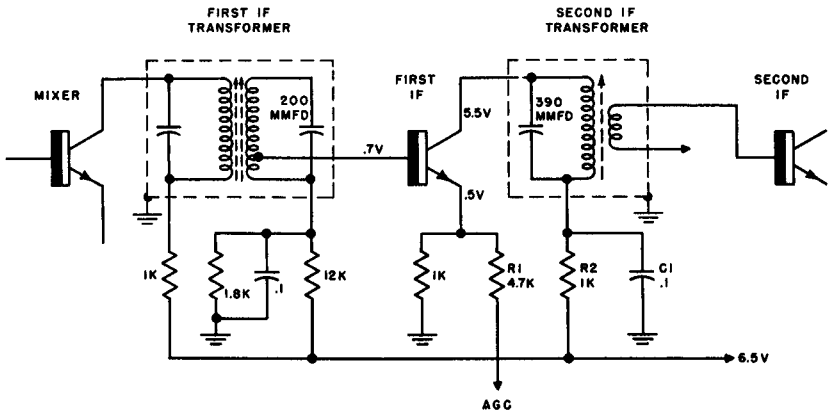 FIRST IF
TRANSFORMER
SECOND IF
TRANSFORMER
MIXER
200
MMFD
FIRST
IF
390
MMFD
SECOND
IF
5.5V
.7V
.5V
1K
1.8K
.1
12K
1K
R1
4.7K
R2
1K
C1
.1
6.5V
AGC